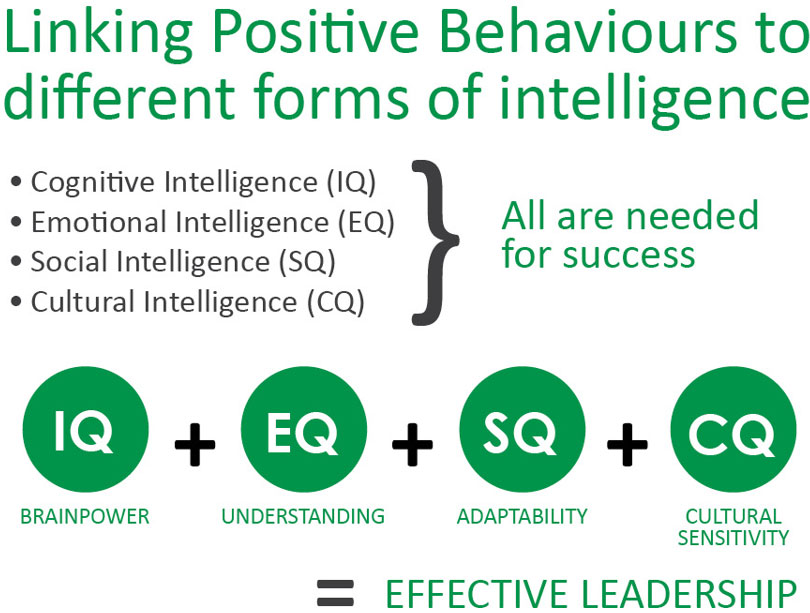 Linking Positive Behaviours to
different forms of intelligence
• Cognitive Intelligence (IQ)
• Emotional Intelligence (EQ)
• Social Intelligence (SQ)
• Cultural Intelligence (CQ)
}
All are needed
for success
IQ + EQ + SQ + CQ
BRAINPOWER UNDERSTANDING ADAPTABILITY CULTURAL
SENSITIVITY
= EFFECTIVE LEADERSHIP